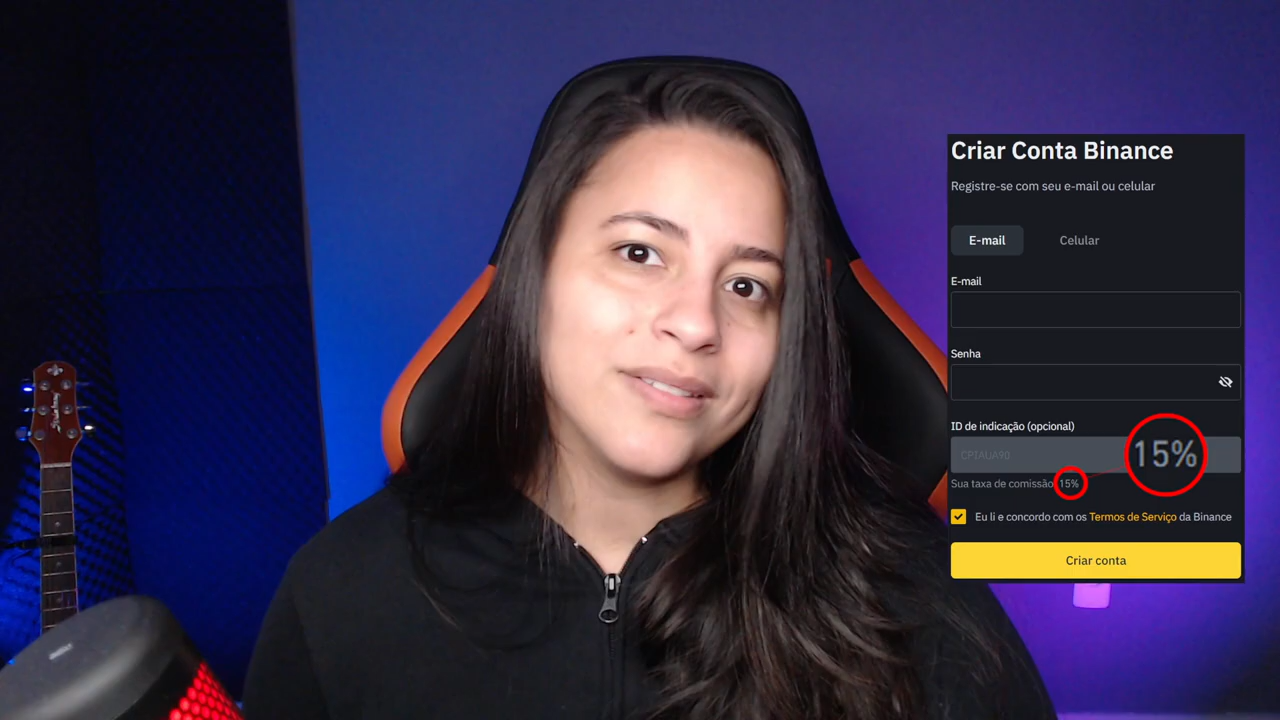 Criar Conta Binance
Registre-se com seu e-mail ou celular
E-mail
Celular
E-mail
Senha
ID de indicação (opcional)
15%
Sua taxa de comissão 15%
Eu li e concordo com os Termos de Serviço da Binance
Criar conta